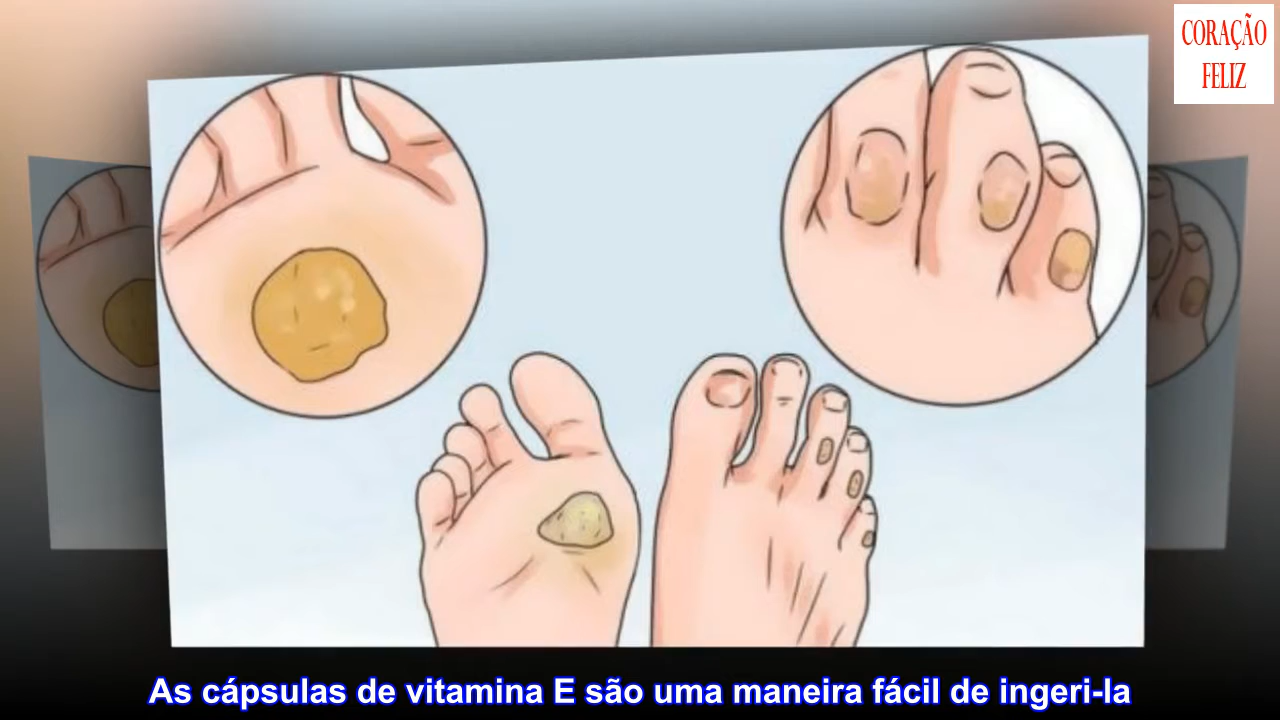 CORAÇÃO
FELIZ
As cápsulas de vitamina E são uma maneira fácil de ingeri-la